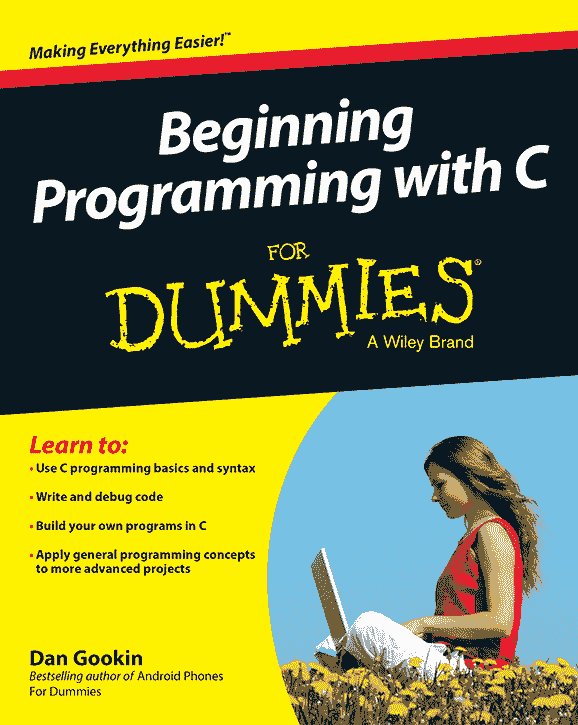 Making Everything Easier!™
Beginning
Programming with C
FOR
DUMMIES®
A Wiley Brand
Learn to:
• Use C programming basics and syntax
• Write and debug code
• Build your own programs in C
• Apply general programming concepts
to more advanced projects
Dan Gookin
Bestselling author of Android Phones
For Dummies